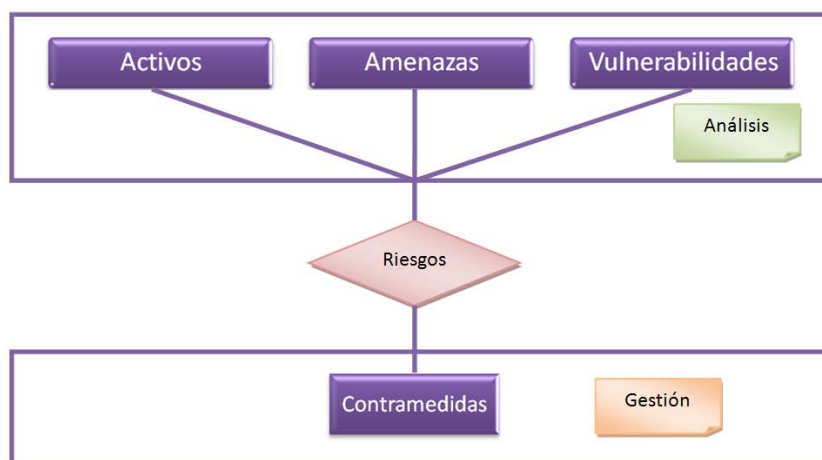 Activos
Amenazas
Vulnerabilidades
Análisis
Riesgos
Contramedidas
Gestión